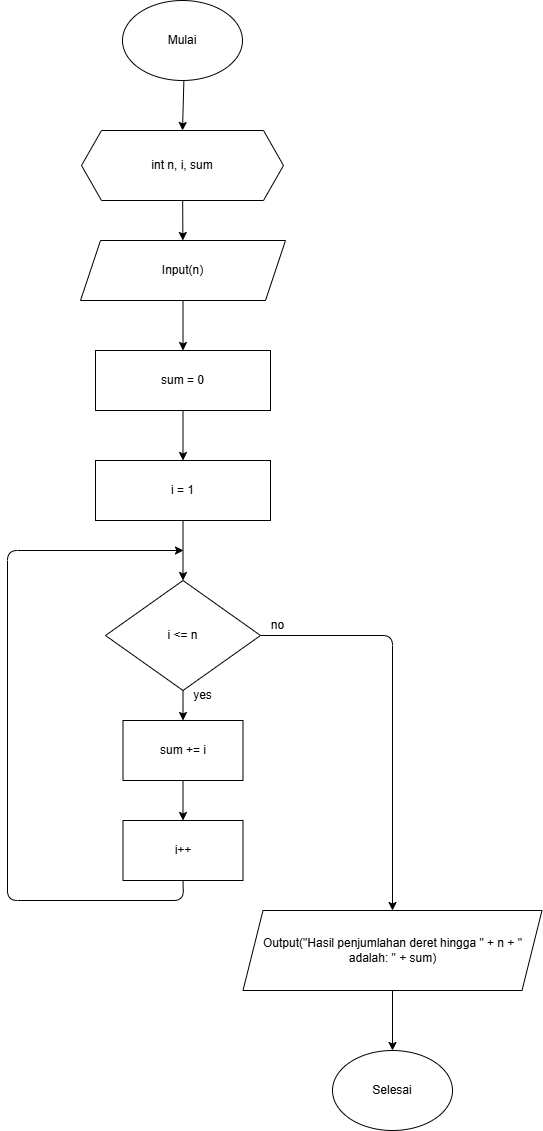 Mulai
int n, i, sum
Input(n)
sum = 0
i = 1
i <= n
no
yes
sum += i
i++
Output("Hasil penjumlahan deret hingga " + n + "
adalah: " + sum)
Selesai